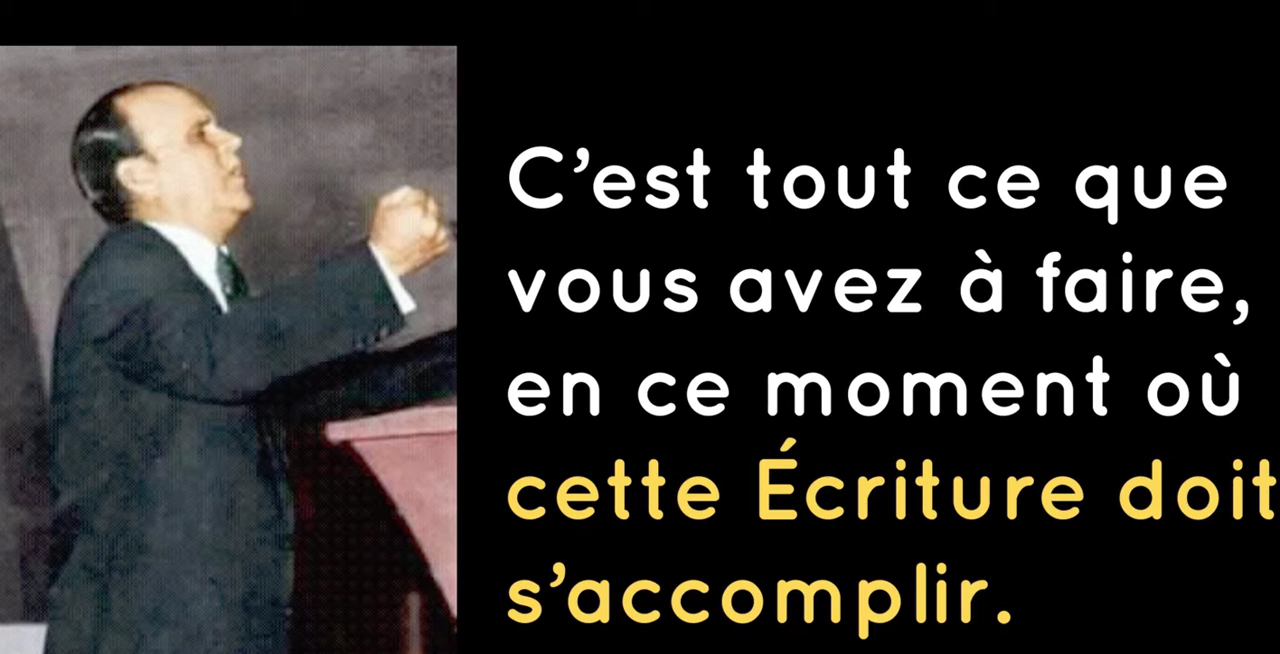 C’est tout ce que
vous avez à faire,
en ce moment où
cette Écriture doit
s’accomplir.